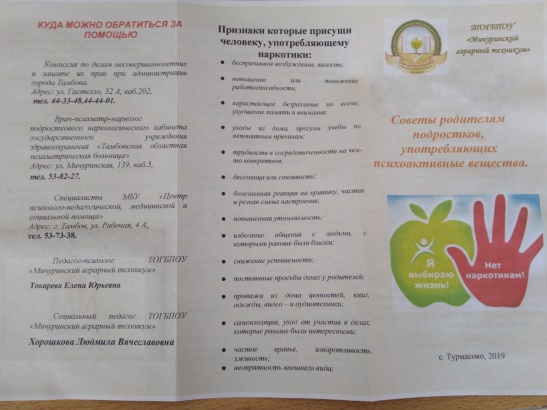 КУДА МОЖНО ОБРАТИТЬСЯ ЗА
ПОМОЩЬЮ
Комиссия по делам несовершеннолетних
и защите их прав при администрации
города Тамбова.
Адрес: ул. Гастелло, 32 А, каб.202,
тел. 44-33-48,44-44-01.
Врач-психиатр-нарколог
подросткового наркологического кабинета
государственного учреждения
здравоохранения «Тамбовская областная
психиатрическая больница»
Адрес: ул. Мичуринская, 139, каб.5,
тел. 53-82-27.
Специалисты МБУ «Центр
психолого-педагогической, медицинской и
социальной помощи»
Адрес: г. Тамбов, ул. Рабочая, 4 А,
тел. 53-73-38.
Педагог-психолог ТОГБПОУ
«Мичуринский аграрный техникум»
Токарева Елена Юрьевна
Социальный педагог ТОГБПОУ
«Мичуринский аграрный техникум»
Хорошкова Людмила Вячеславовна
Признаки которые присущи
человеку, употребляющему
наркотики:
• беспричинное возбуждение, вялость;
• повышение или понижение
работоспособности;
• нарастающее безразличие ко всему,
ухудшение памяти и внимания;
• уходы из дома, прогулы учебы по
непонятным причинам;
• трудности в сосредоточенности на чем-
то конкретном;
• бессонница или сонливость;
• болезненная реакция на критику, частая
и резкая смена настроения;
• повышенная утомляемость;
• избегание общения с людьми, с
которыми раньше были близки;
• снижение успеваемости;
• постоянные просьбы денег у родителей;
• пропажа из дома ценностей, книг,
одежды, видео – и аудиотехники;
• самоизоляция, уход от участия в делах,
которые раньше были интересными;
• частое вранье, изворотливость,
лживость;
• неопрятность внешнего вида;
ТОГБПОУ
«Мичуринский
аграрный техникум»
Советы родителям
подростков,
употребляющих
психоактивные вещества.
Я
выбираю
жизнь!
Нет
наркотикам!
с. Турмасово, 2019